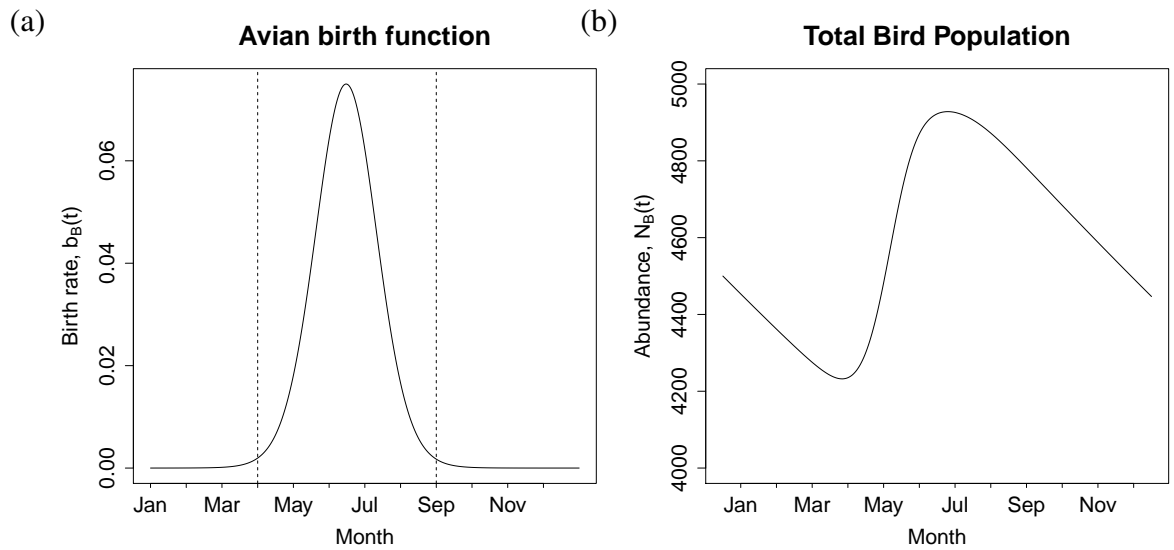 (a)
Avian birth function
Birth rate, b_B(t)
0.00 0.02 0.04 0.06
Jan Mar May Jul Sep Nov
Month
(b)
Total Bird Population
Abundance, N_B(t)
4000 4200 4400 4600 4800 5000
Jan Mar May Jul Sep Nov
Month